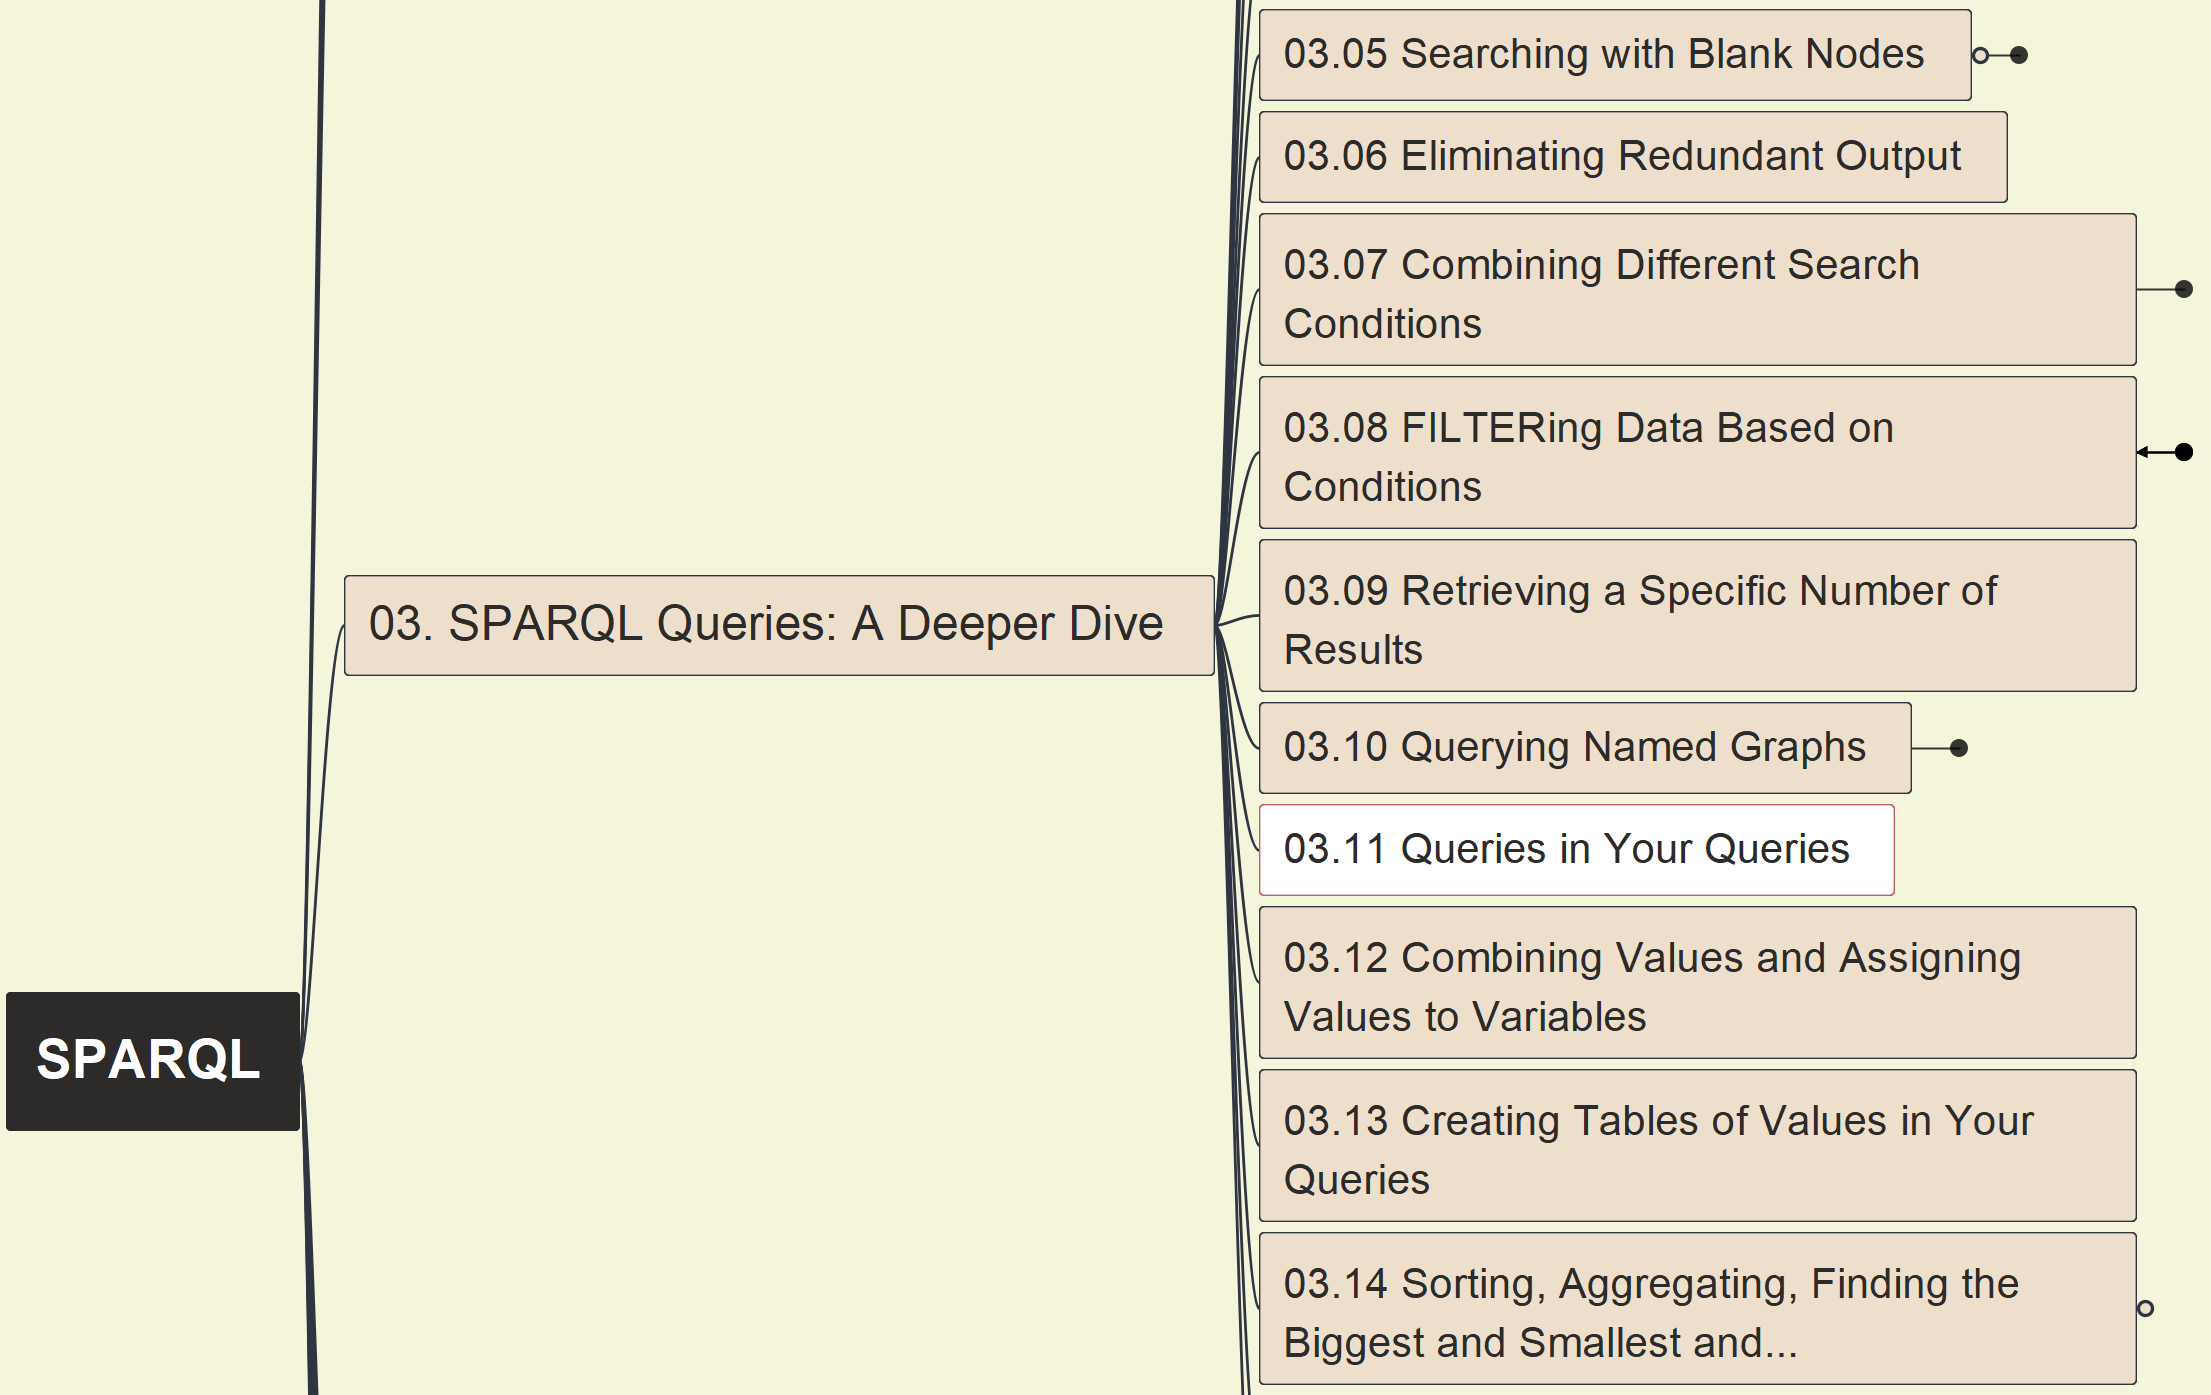 03.05 Searching with Blank Nodes
03.06 Eliminating Redundant Output
03.07 Combining Different Search
Conditions
03.08 FILTERing Data Based on
Conditions
03.09 Retrieving a Specific Number of
Results
03. SPARQL Queries: A Deeper Dive
03.10 Querying Named Graphs
03.11 Queries in Your Queries
03.12 Combining Values and Assigning
Values to Variables
SPARQL
03.13 Creating Tables of Values in Your
Queries
03.14 Sorting, Aggregating, Finding the
Biggest and Smallest and...